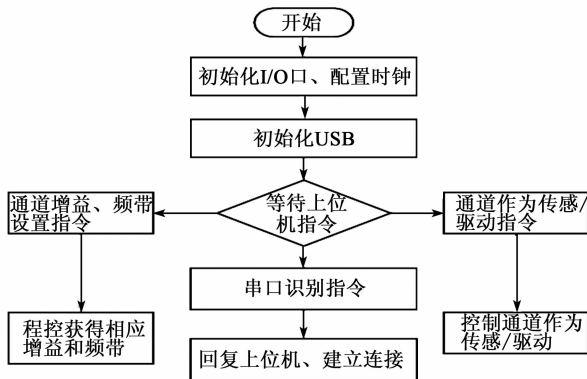 开始
初始化I/O口、配置时钟
初始化USB
等待上位
机指令
通道增益、频带
设置指令
通道作为传感/
驱动指令
串口识别指令
程控获得相应
增益和频带
控制通道作为
传感/驱动
回复上位机、建立连接